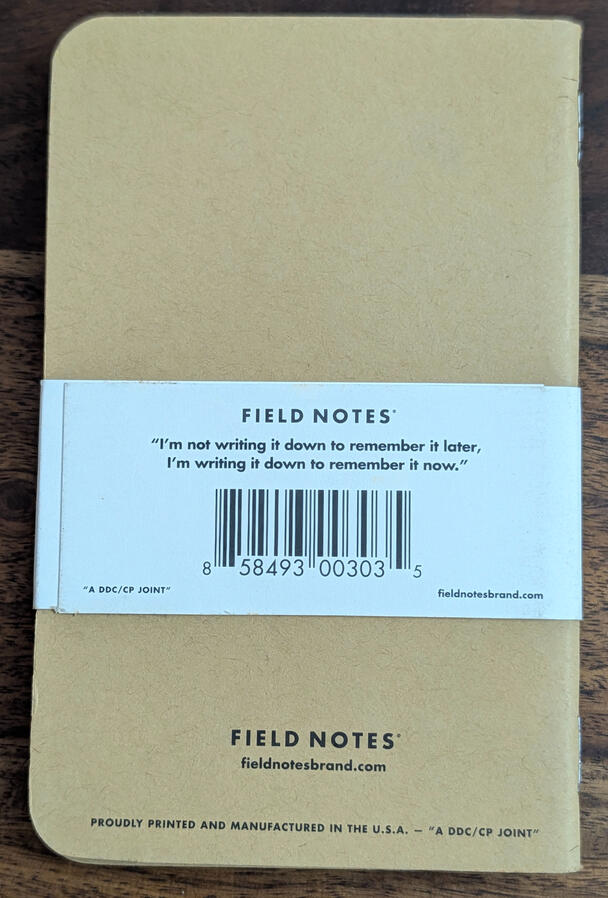 FIELD NOTES®
“I’m not writing it down to remember it later,
I’m writing it down to remember it now.”
8 58493 00303 5
“A DDC/CP JOINT”
fieldnotesbrand.com
FIELD NOTES®
fieldnotesbrand.com
PROUDLY PRINTED AND MANUFACTURED IN THE U.S.A. — “A DDC/CP JOINT”